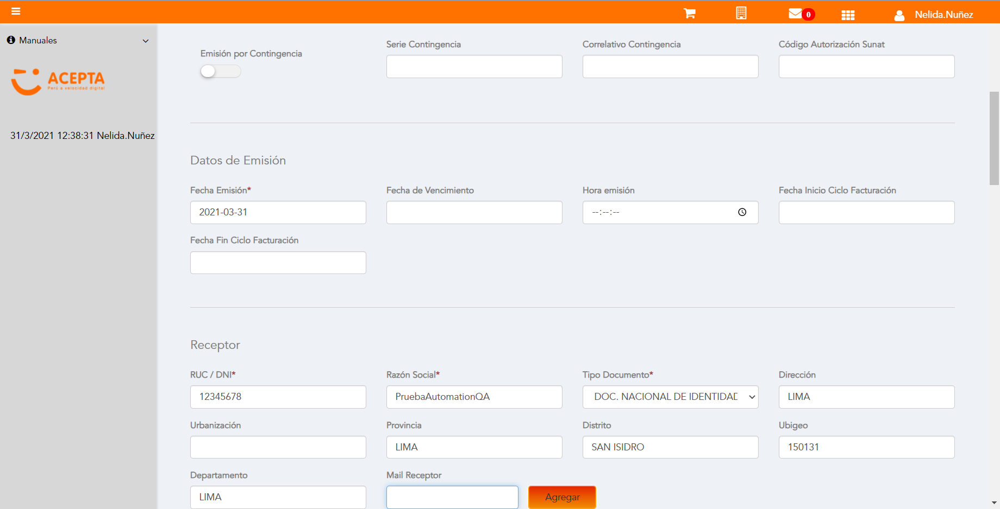 0
Nelida.Nuñez
Manuales
ACEPTA
Perú a velocidad digital
31/3/2021 12:38:31 Nelida.Nuñez
Emisión por Contingencia
Serie Contingencia
Correlativo Contingencia
Código Autorización Sunat
Datos de Emisión
Fecha Emisión*
Fecha de Vencimiento
Hora emisión
Fecha Inicio Ciclo Facturación
2021-03-31
--:--:--
Fecha Fin Ciclo Facturación
Receptor
RUC / DNI*
Razón Social*
Tipo Documento*
Dirección
12345678
PruebaAutomationQA
DOC. NACIONAL DE IDENTIDAD
LIMA
Urbanización
Provincia
Distrito
Ubigeo
LIMA
SAN ISIDRO
150131
Departamento
Mail Receptor
LIMA
Agregar